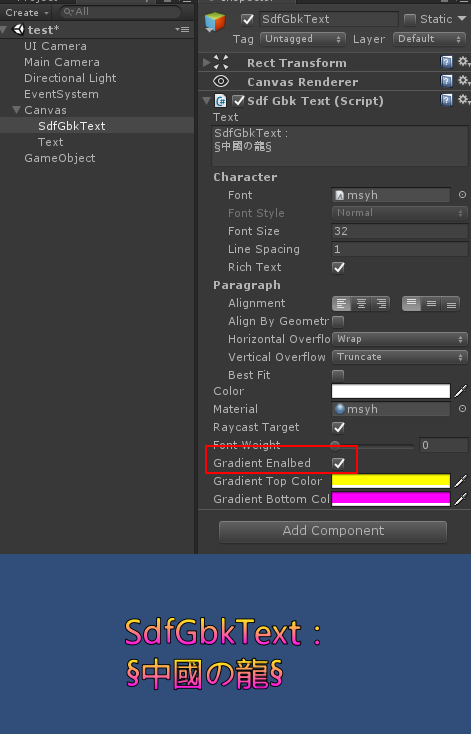 Create
All
test*
UI Camera
Main Camera
Directional Light
EventSystem
Canvas
SdfGbkText
Text
GameObject
SdfGbkText
Static
Tag Untagged Layer Default
Rect Transform
Canvas Renderer
Sdf Gbk Text (Script)
Text
SdfGbkText :
§中國の龍§
Character
Font msyh
Font Style Normal
Font Size 32
Line Spacing 1
Rich Text
Paragraph
Alignment
Align By Geometr
Horizontal Overflo Wrap
Vertical Overflow Truncate
Best Fit
Color
Material msyh
Raycast Target
Font Weight 0
Gradient Enalbed
Gradient Top Color
Gradient Bottom Col
Add Component
SdfGbkText :
§中國の龍§